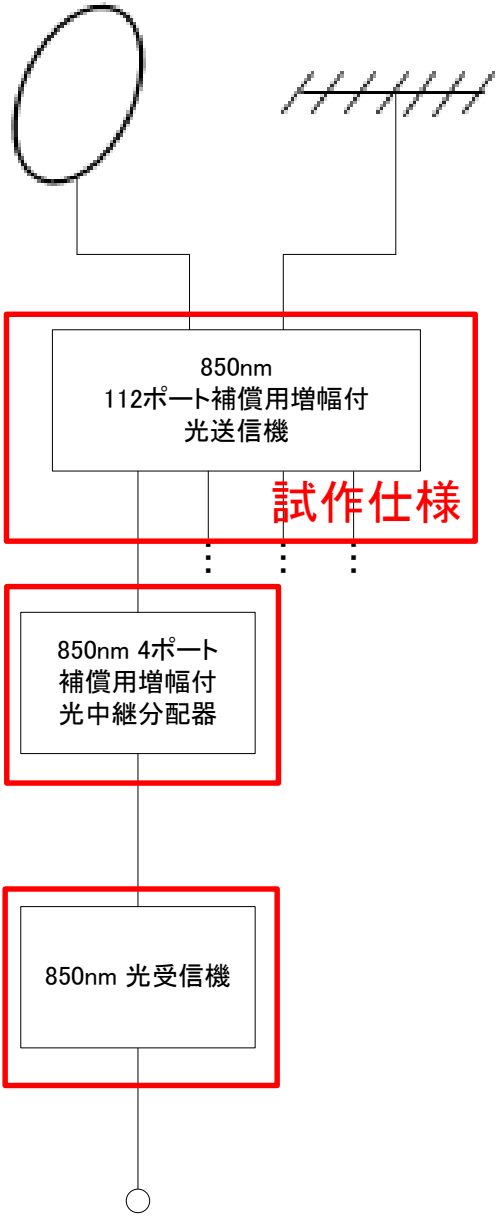 850nm
112ポート補償用増幅付
光送信機
試作仕様
850nm 4ポート
補償用増幅付
光中継分配器
850nm 光受信機